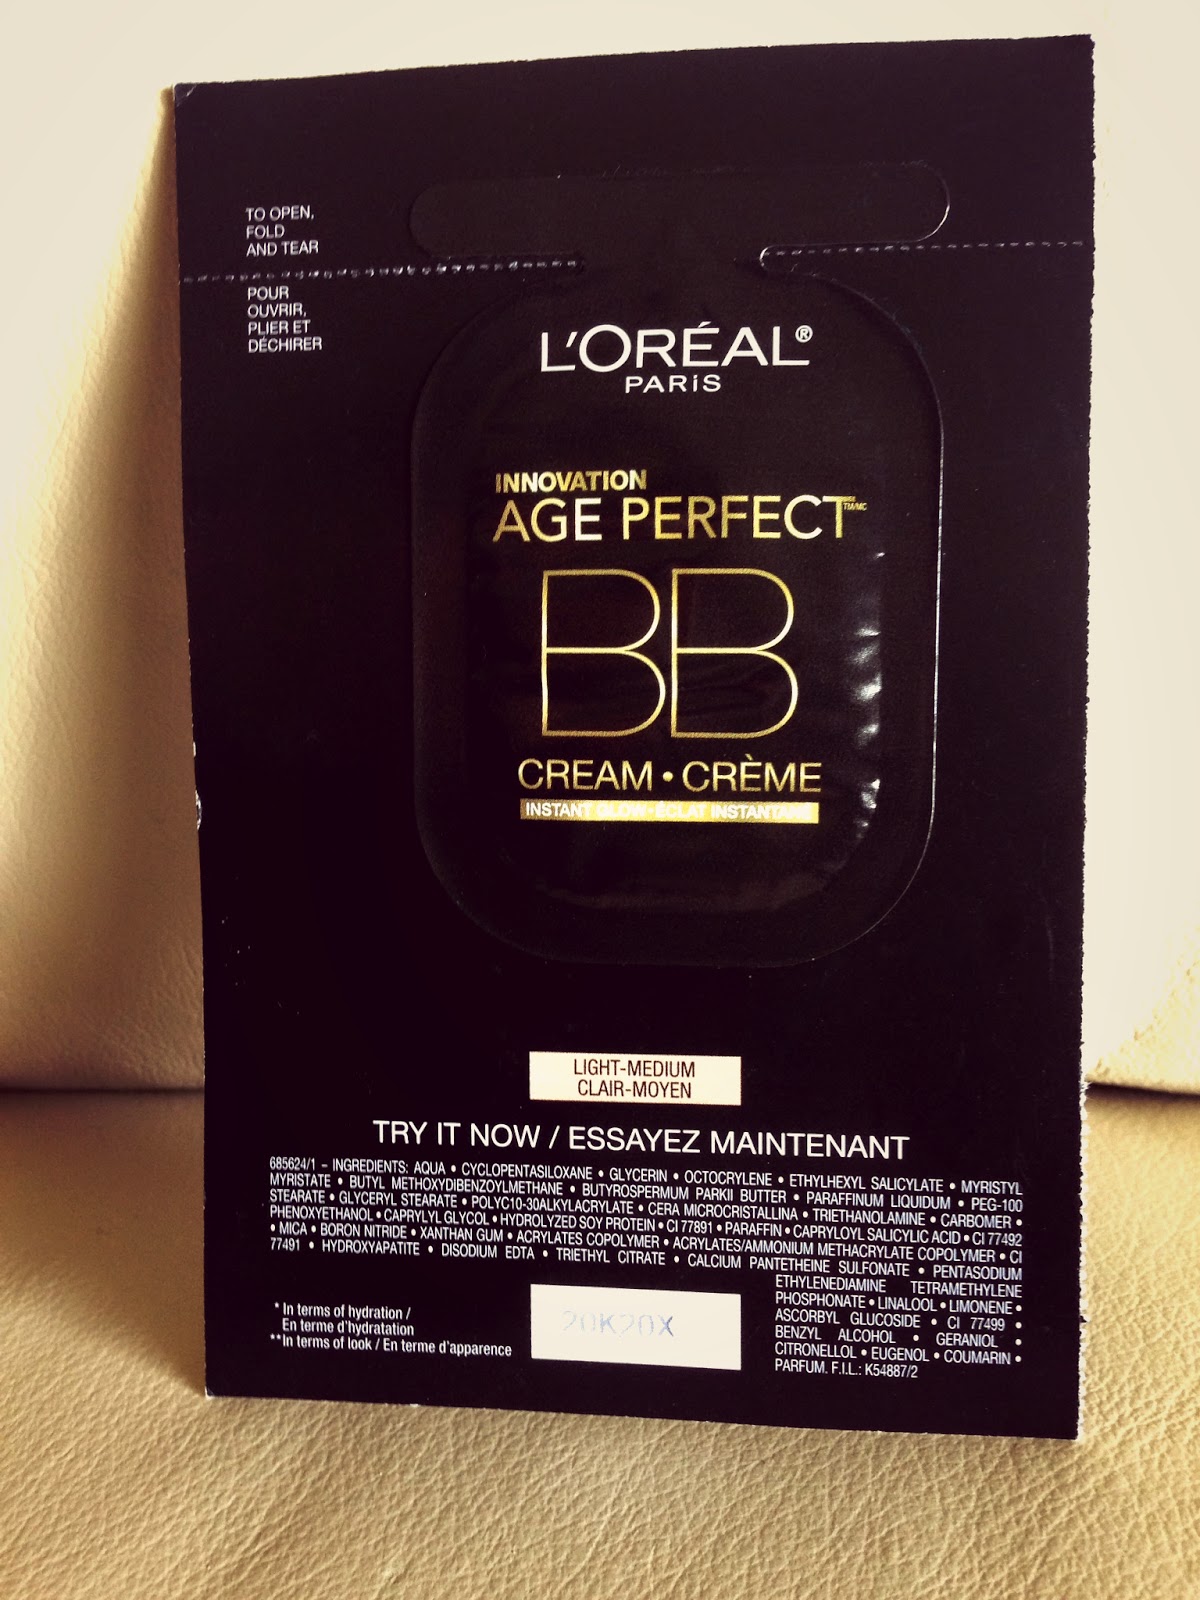 TO OPEN,
FOLD
AND TEAR
POUR
OUVRIR,
PLIER ET
DÉCHIRER
L'ORÉAL®
PARIS
INNOVATION
AGE PERFECT™/MC
BB
CREAM • CRÈME
INSTANT GLOW • ÉCLAT INSTANTANÉ
LIGHT-MEDIUM
CLAIR-MOYEN
TRY IT NOW / ESSAYEZ MAINTENANT
685624/1 – INGREDIENTS: AQUA • CYCLOPENTASILOXANE • GLYCERIN • OCTOCRYLENE • ETHYLHEXYL SALICYLATE • MYRISTYL
MYRISTATE • BUTYL METHOXYDIBENZOYLMETHANE • BUTYROSPERMUM PARKII BUTTER • PARAFFINUM LIQUIDUM • PEG-100
STEARATE • GLYCERYL STEARATE • POLYC10-30ALKYLACRYLATE • CERA MICROCRISTALLINA • TRIETHANOLAMINE • CARBOMER •
PHENOXYETHANOL • CAPRYLYL GLYCOL • HYDROLYZED SOY PROTEIN • CI 77891 • PARAFFIN • CAPRYLOYL SALICYLIC ACID • CI 77492
• MICA • BORON NITRIDE • XANTHAN GUM • ACRYLATES COPOLYMER • ACRYLATES/AMMONIUM METHACRYLATE COPOLYMER • CI
77491 • HYDROXYAPATITE • DISODIUM EDTA • TRIETHYL CITRATE • CALCIUM PANTETHEINE SULFONATE • PENTASODIUM
ETHYLENEDIAMINE TETRAMETHYLENE
PHOSPHONATE • LINALOOL • LIMONENE •
ASCORBYL GLUCOSIDE • CI 77499 •
BENZYL ALCOHOL • GERANIOL •
CITRONELLOL • EUGENOL • COUMARIN •
PARFUM. F.I.L.: K54887/2
* In terms of hydration /
En terme d'hydratation
**In terms of look / En terme d'apparence
20K20X